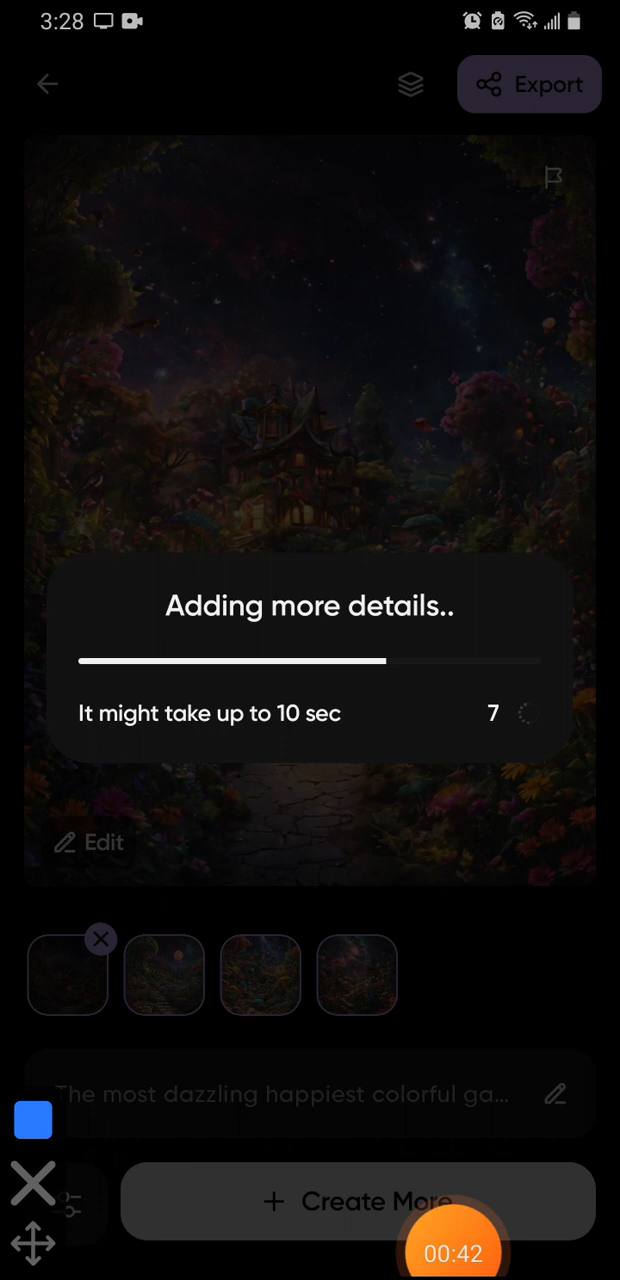 3:28
Export
Adding more details..
It might take up to 10 sec
7
Edit
The most dazzling happiest colorful ga...
+ Create More
00:42